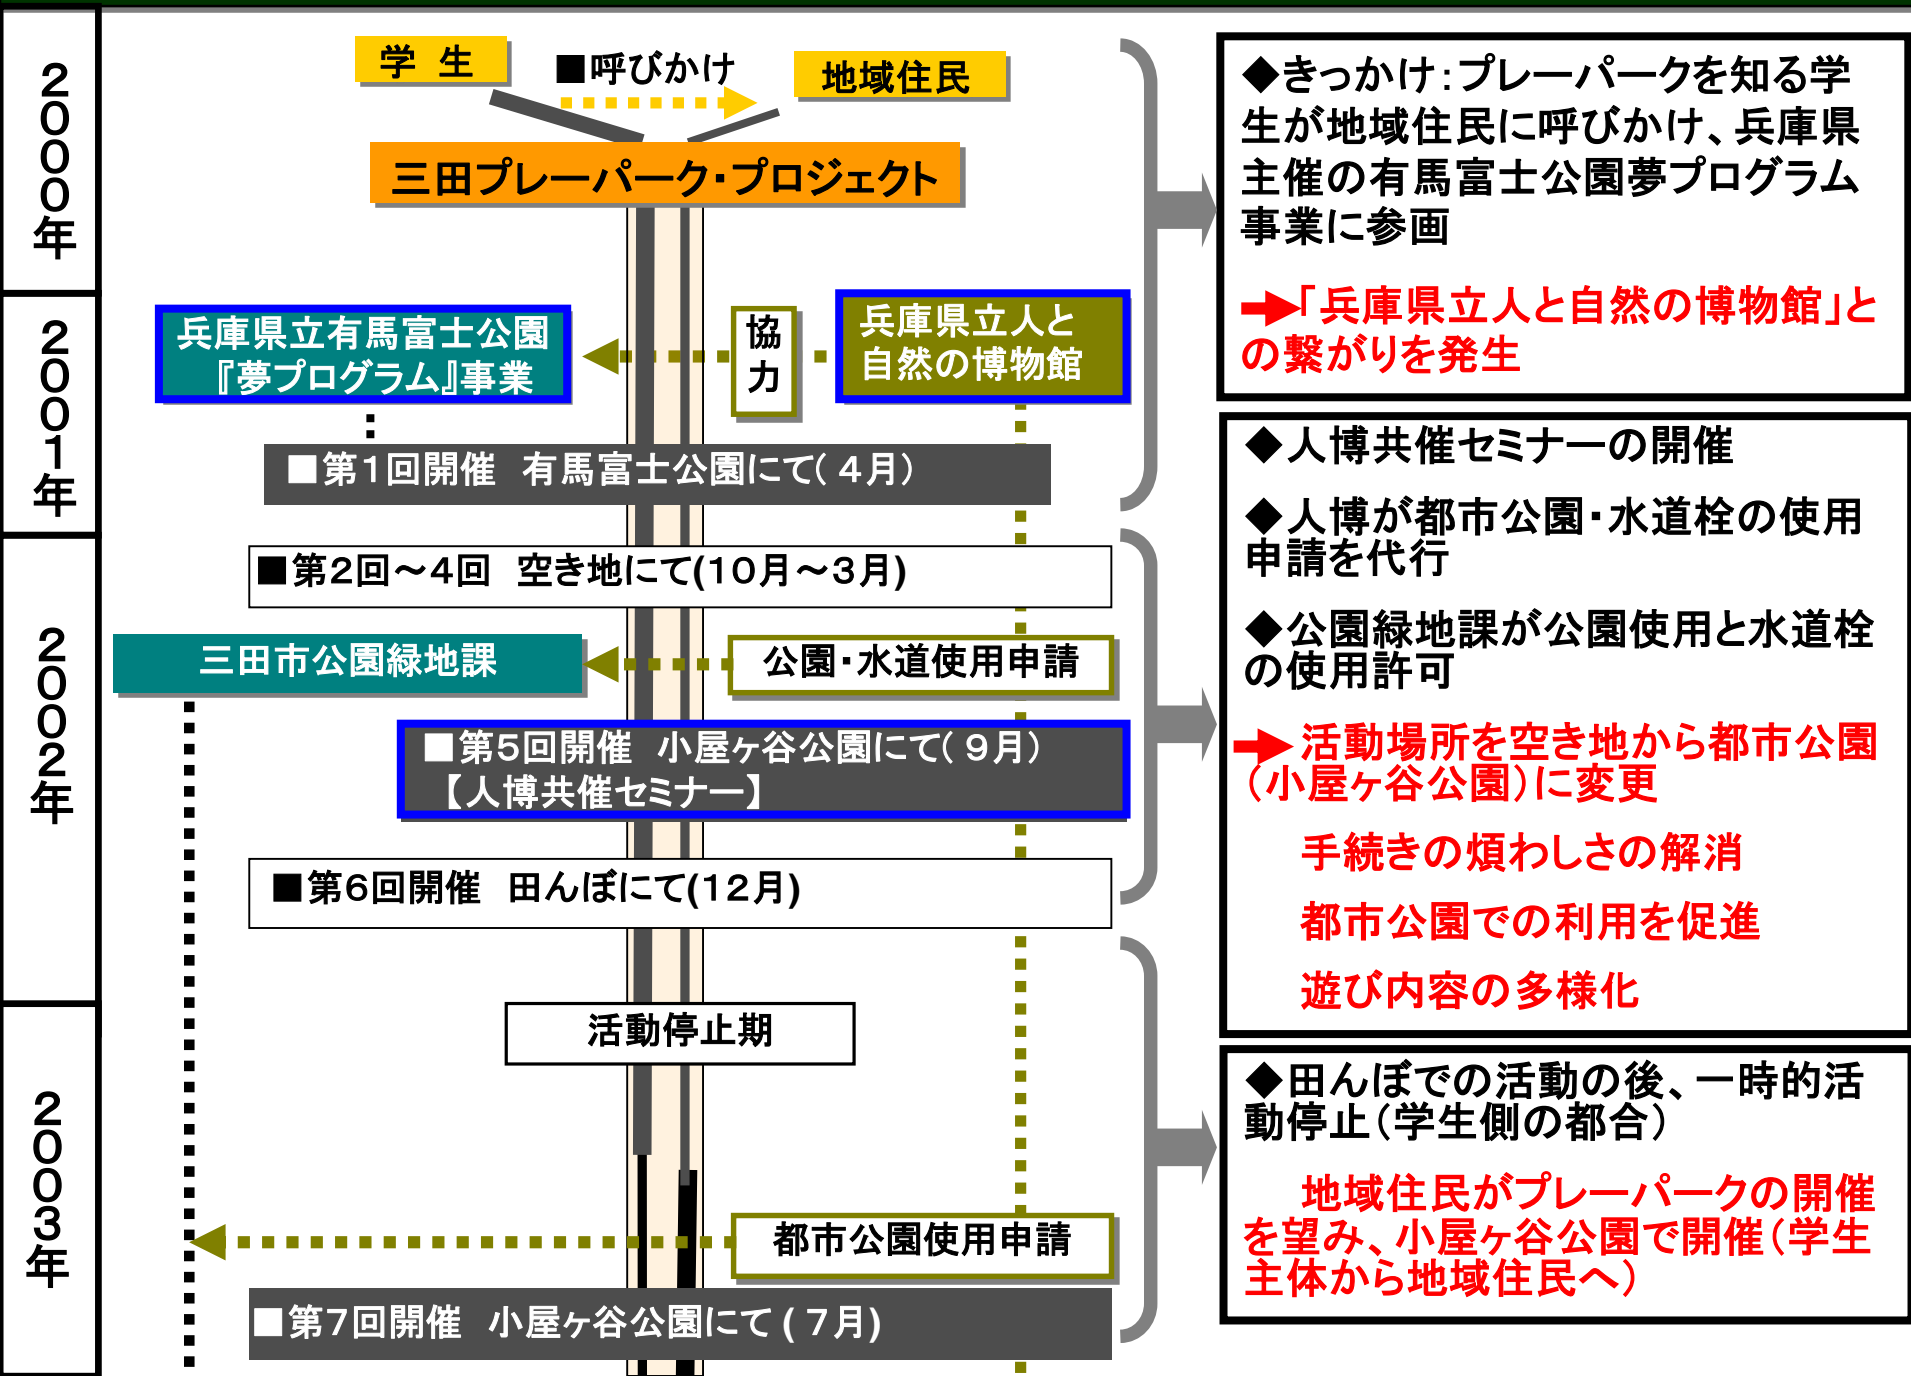 2000年
学 生
■呼びかけ
地域住民
三田プレーパーク・プロジェクト
2001年
兵庫県立有馬富士公園
『夢プログラム』事業
協
力
兵庫県立人と
自然の博物館
■第1回開催 有馬富士公園にて(4月)
2002年
■第2回～4回 空き地にて(10月～3月)
三田市公園緑地課
公園・水道使用申請
■第5回開催 小屋ヶ谷公園にて(9月)
【人博共催セミナー】
■第6回開催 田んぼにて(12月)
2003年
活動停止期
都市公園使用申請
■第7回開催 小屋ヶ谷公園にて(7月)
◆きっかけ:プレーパークを知る学
生が地域住民に呼びかけ、兵庫県
主催の有馬富士公園夢プログラム
事業に参画
➡「兵庫県立人と自然の博物館」と
の繋がりを発生
◆人博共催セミナーの開催
◆人博が都市公園・水道栓の使用
申請を代行
◆公園緑地課が公園使用と水道栓
の使用許可
➡活動場所を空き地から都市公園
(小屋ヶ谷公園)に変更
手続きの煩わしさの解消
都市公園での利用を促進
遊び内容の多様化
◆田んぼでの活動の後、一時的活
動停止(学生側の都合)
地域住民がプレーパークの開催
を望み、小屋ヶ谷公園で開催(学生
主体から地域住民へ)